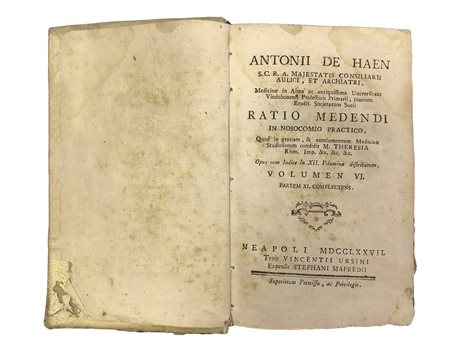 ANTONII DE HAEN
S. C. R. A. MAJESTATIS CONSILIARII
AULICI, ET ARCHIATRI,
Medicinæ in Alma ac antiquissima Universitate
Vindobonensi Professoris Primarii, plurium
Erudit. Societatum Socii
RATIO MEDENDI
IN NOSOCOMIO PRACTICO,
Quod in gratiam, & emolumentum Medicinæ
Studiosorum condidit M. THERESIA
Rom. Imp. &c. &c. &c.
Opus cum Indice in XII. Volumina distributum.
VOLUMEN VI.
PARTEM XI. COMPLECTENS.
NEAPOLI MDCCLXXVII.
Typis VINCENTII URSINI
Expensis STEPHANI MAFREDII
Superiorum Permissu, ac Privilegio.